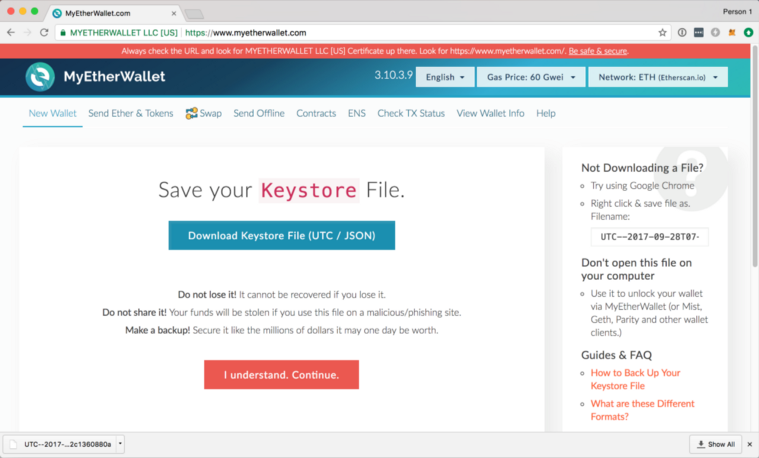 MyEtherWallet.com
Person 1
MYETHERWALLET LLC [US] https://www.myetherwallet.com
Always check the URL and look for MYETHERWALLET LLC [US] Certificate up there. Look for https://www.myetherwallet.com/. Be safe & secure.
MyEtherWallet
3.10.3.9 English Gas Price: 60 Gwei Network: ETH (Etherscan.io)
New Wallet Send Ether & Tokens Swap Send Offline Contracts ENS Check TX Status View Wallet Info Help
Save your Keystore File.
Download Keystore File (UTC / JSON)
Do not lose it! It cannot be recovered if you lose it.
Do not share it! Your funds will be stolen if you use this file on a malicious/phishing site.
Make a backup! Secure it like the millions of dollars it may one day be worth.
I understand. Continue.
Not Downloading a File?
Try using Google Chrome
Right click & save file as.
Filename:
UTC--2017-09-28T07-
Don't open this file on
your computer
Use it to unlock your wallet
via MyEtherWallet (or Mist,
Geth, Parity and other wallet
clients.)
Guides & FAQ
How to Back Up Your
Keystore File
What are these Different
Formats?
UTC--2017-...2c1360880a
Show All